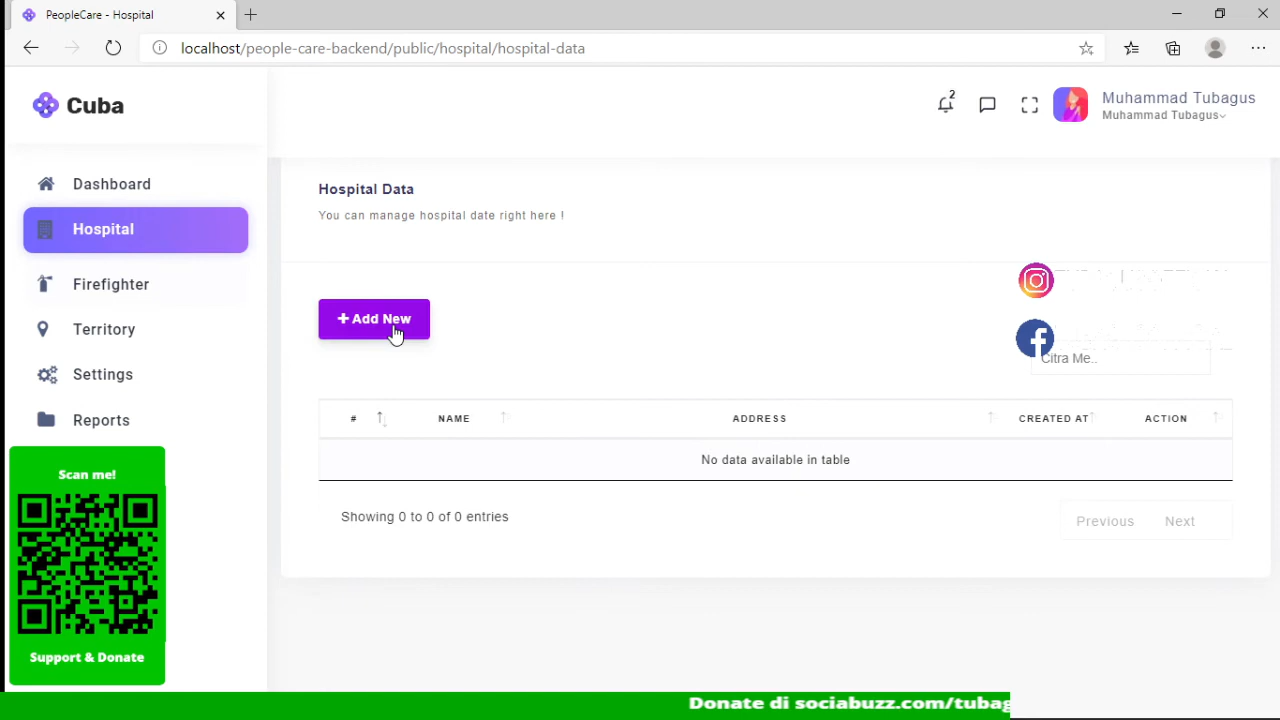 PeopleCare - Hospital
localhost/people-care-backend/public/hospital/hospital-data
Cuba
2
Muhammad Tubagus
Muhammad Tubagus
Dashboard
Hospital
Firefighter
Territory
Settings
Reports
Hospital Data
You can manage hospital date right here !
+ Add New
Citra Me..
# NAME ADDRESS CREATED AT ACTION
No data available in table
Showing 0 to 0 of 0 entries
Previous Next
Scan me!
Support & Donate
Donate di sociabuzz.com/tubag